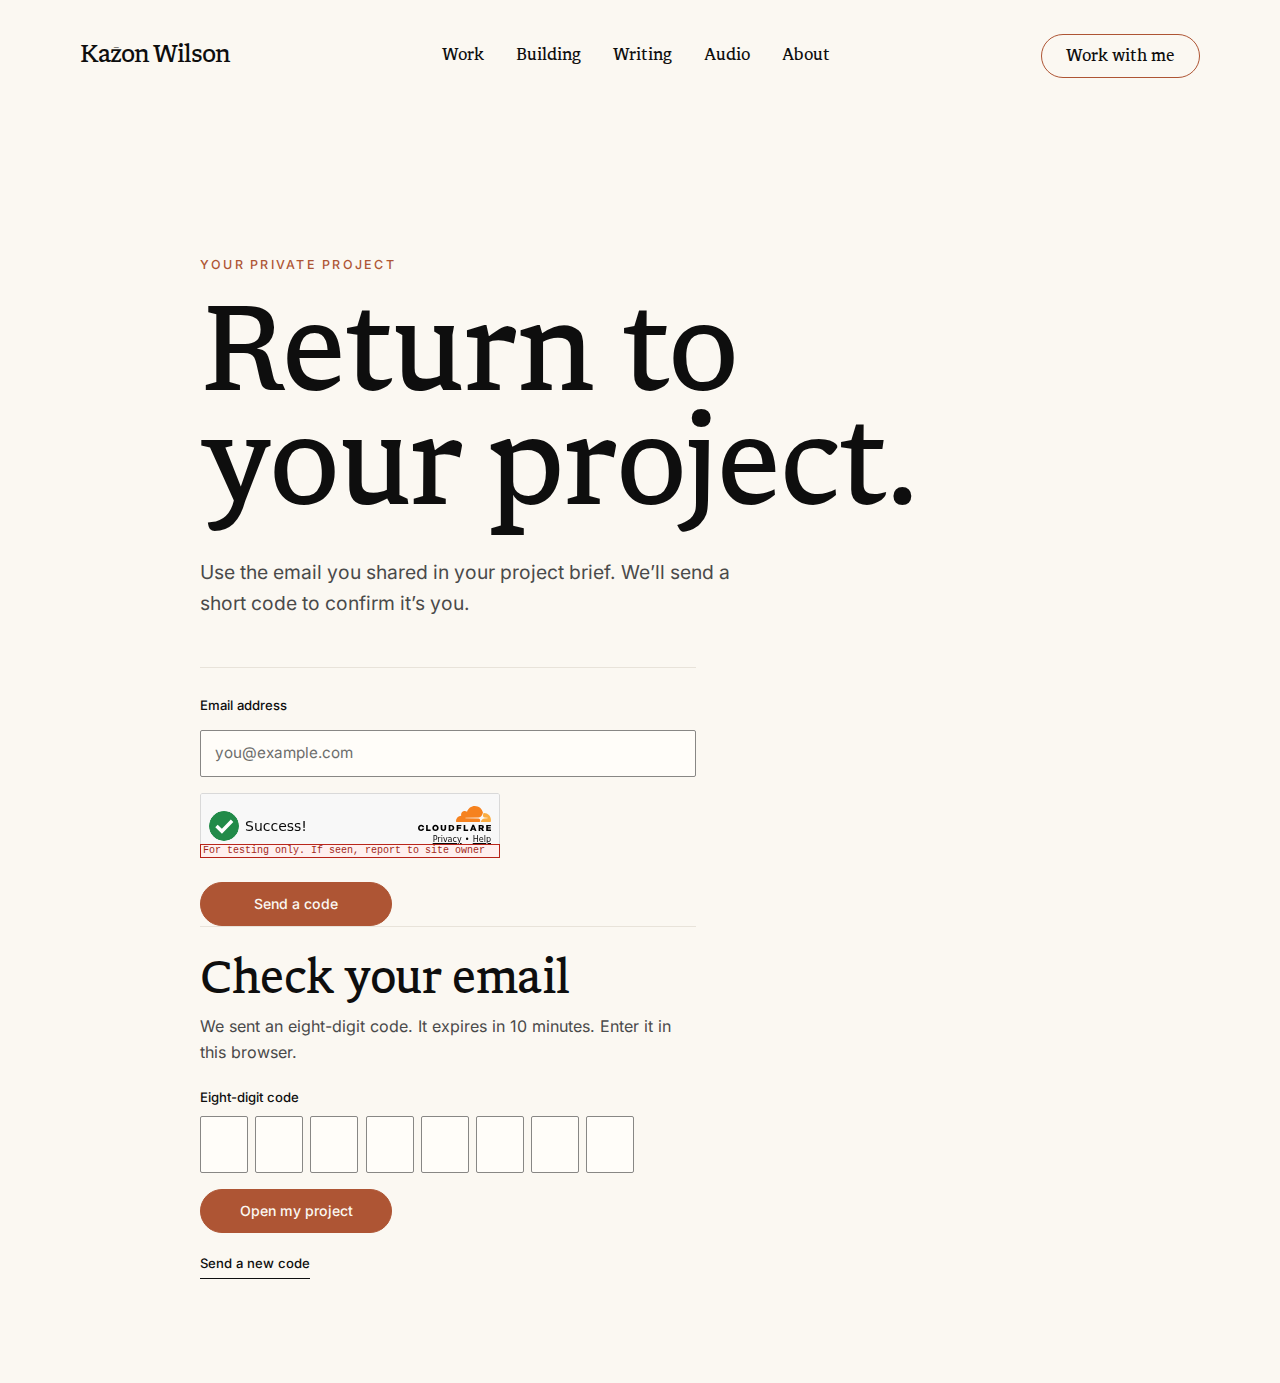 Każon Wilson
Work Building Writing Audio About
Work with me
YOUR PRIVATE PROJECT
Return to
your project.
Use the email you shared in your project brief. We’ll send a
short code to confirm it’s you.
Email address
you@example.com
Success!
CLOUDFLARE
Privacy • Help
For testing only. If seen, report to site owner
Send a code
Check your email
We sent an eight-digit code. It expires in 10 minutes. Enter it in
this browser.
Eight-digit code
Open my project
Send a new code